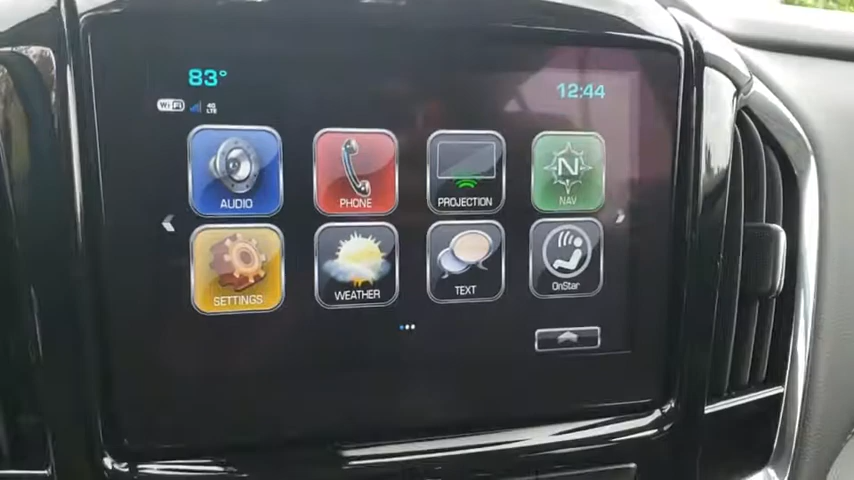 83°
12:44
WiFi 4G
LTE
AUDIO
PHONE
PROJECTION
N
NAV
SETTINGS
WEATHER
TEXT
OnStar